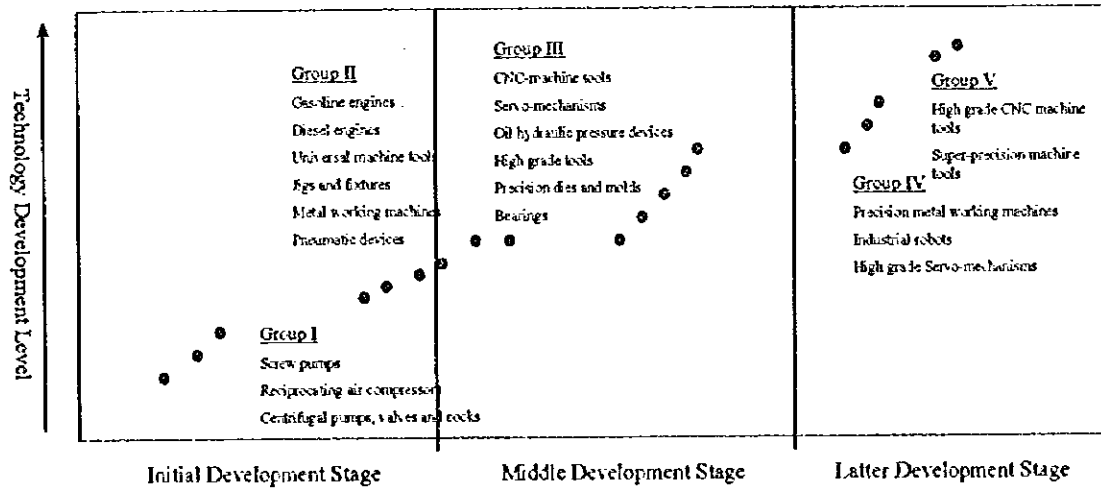 Technology Development Level
Group I
Screw pumps
Reciprocating air compressor
Centrifugal pumps, valves and cocks
Group II
Gasoline engines
Diesel engines
Universal machine tools
Jigs and fixtures
Metal working machines
Pneumatic devices
Group III
CNC-machine tools
Servo-mechanisms
Oil hydraulic pressure devices
High grade tools
Precision dies and molds
Bearings
Group IV
Precision metal working machines
Industrial robots
High grade Servo-mechanisms
Group V
High grade CNC machine
tools
Super-precision machine
tools
Initial Development Stage
Middle Development Stage
Latter Development Stage